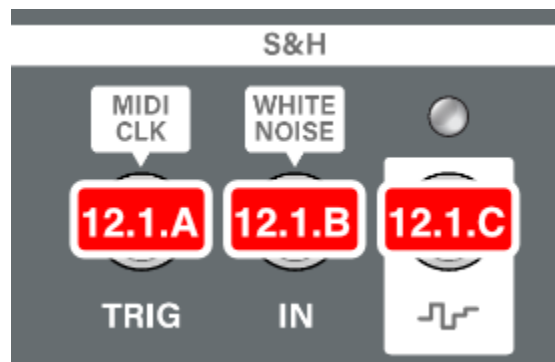 S&H
MIDI
CLK
WHITE
NOISE
12.1.A
12.1.B
12.1.C
TRIG
IN